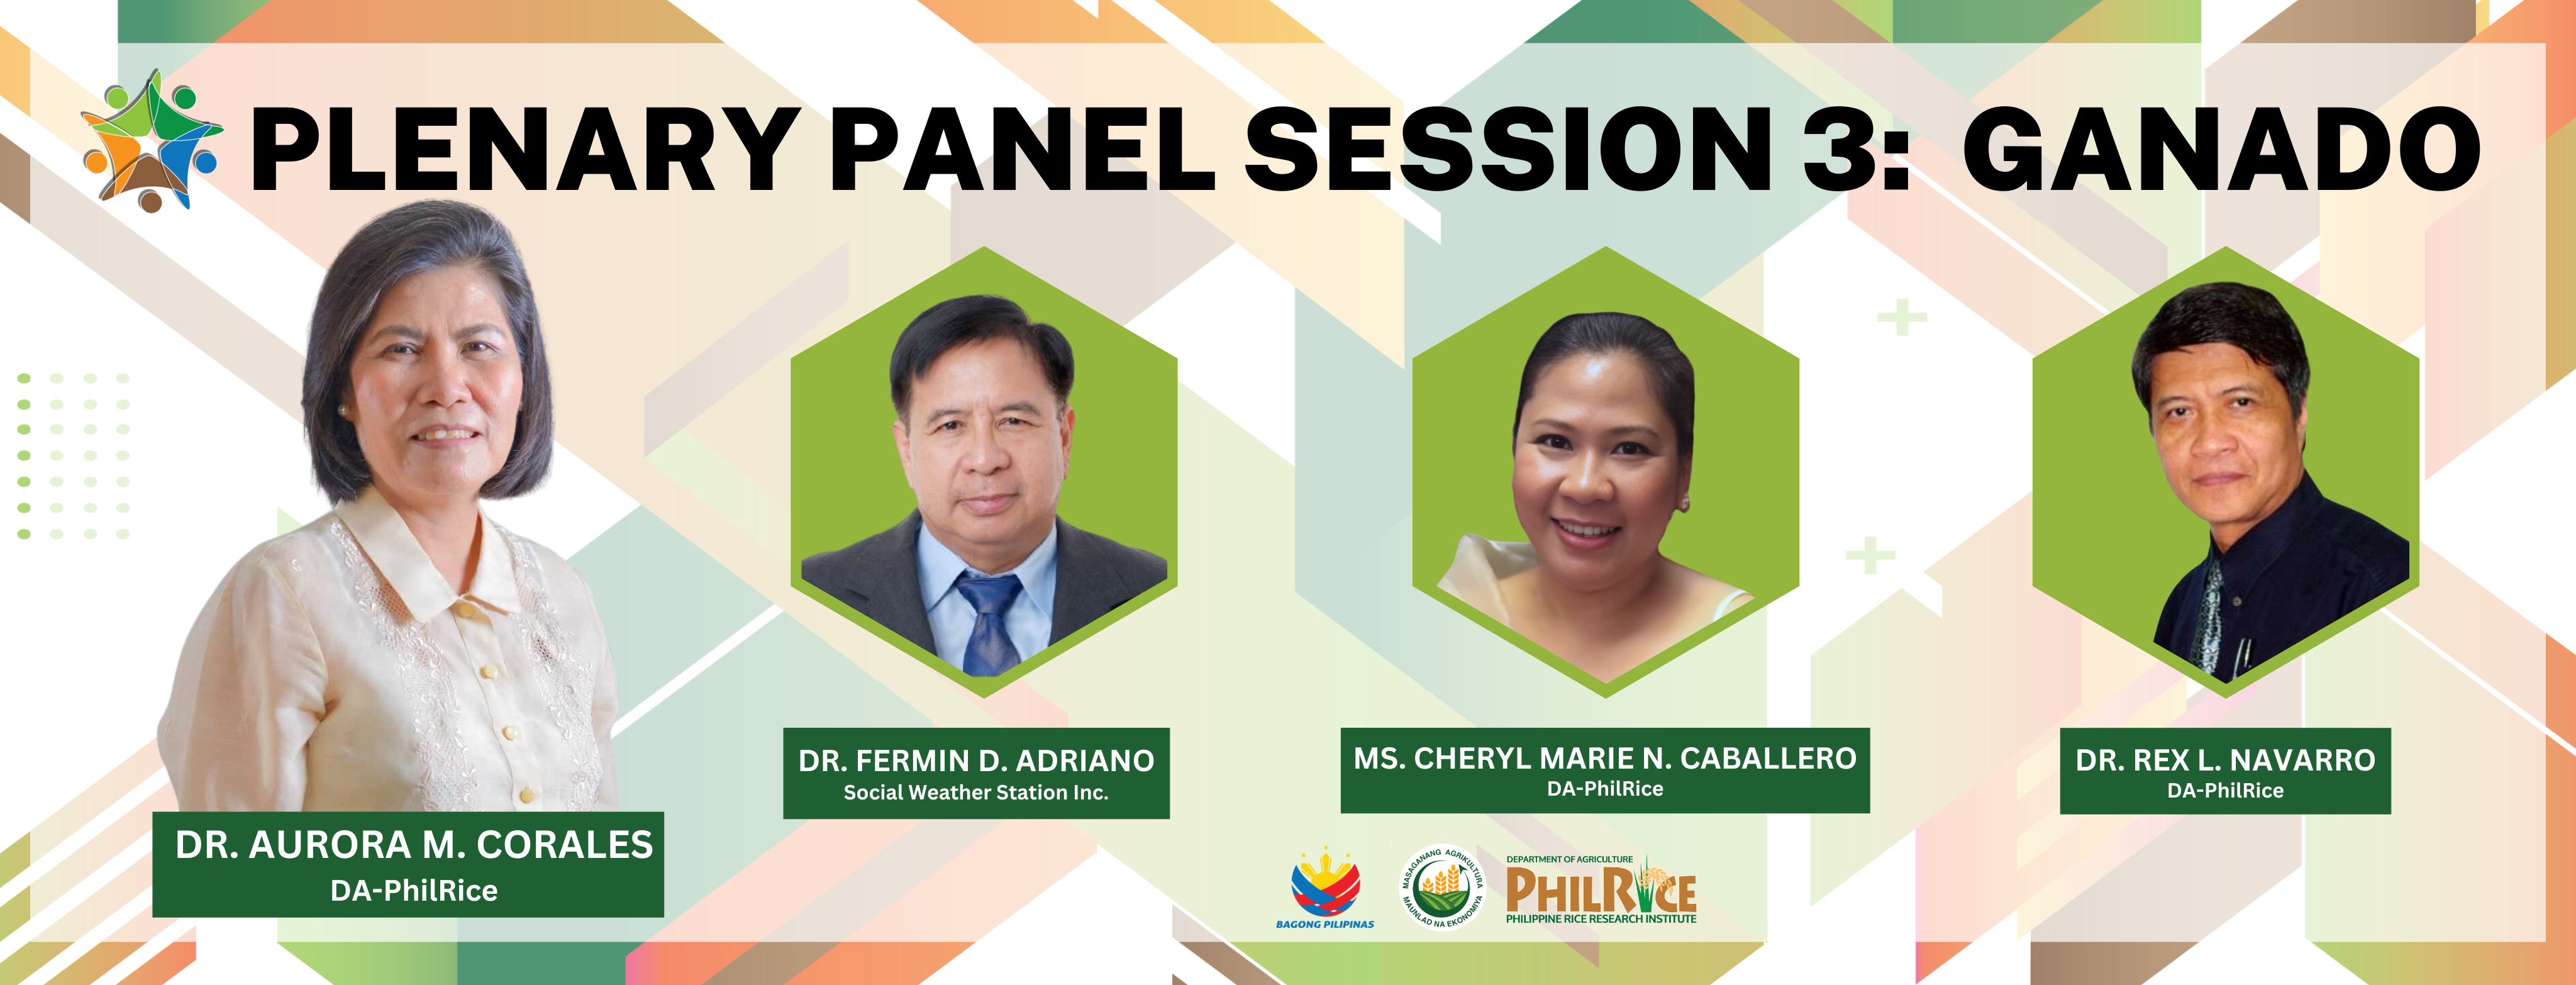 PLENARY PANEL SESSION 3: GANADO
DR. AURORA M. CORALES
DA-PhilRice
DR. FERMIN D. ADRIANO
Social Weather Station Inc.
MS. CHERYL MARIE N. CABALLERO
DA-PhilRice
DR. REX L. NAVARRO
DA-PhilRice
BAGONG PILIPINAS
MASAGANANG AGRIKULTURA
MAUNLAD NA EKONOMIYA
DEPARTMENT OF AGRICULTURE
PHILRICE
PHILIPPINE RICE RESEARCH INSTITUTE